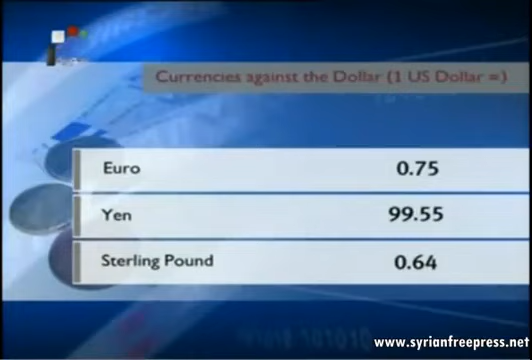 Currencies against the Dollar (1 US Dollar =)
Euro 0.75
Yen 99.55
Sterling Pound 0.64
www.syrianfreepress.net